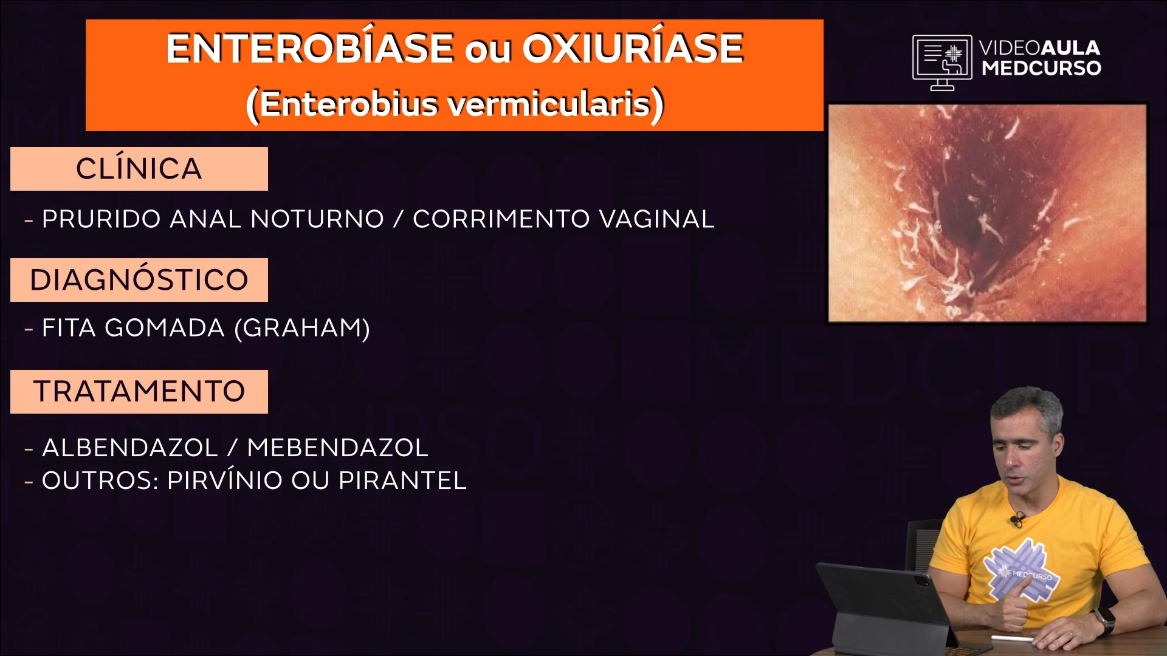 ENTEROBÍASE ou OXIURÍASE
(Enterobius vermicularis)
VIDEOAULA
MEDCURSO
CLÍNICA
- PRURIDO ANAL NOTURNO / CORRIMENTO VAGINAL
DIAGNÓSTICO
- FITA GOMADA (GRAHAM)
TRATAMENTO
- ALBENDAZOL / MEBENDAZOL
- OUTROS: PIRVÍNIO OU PIRANTEL
MEDCURSO